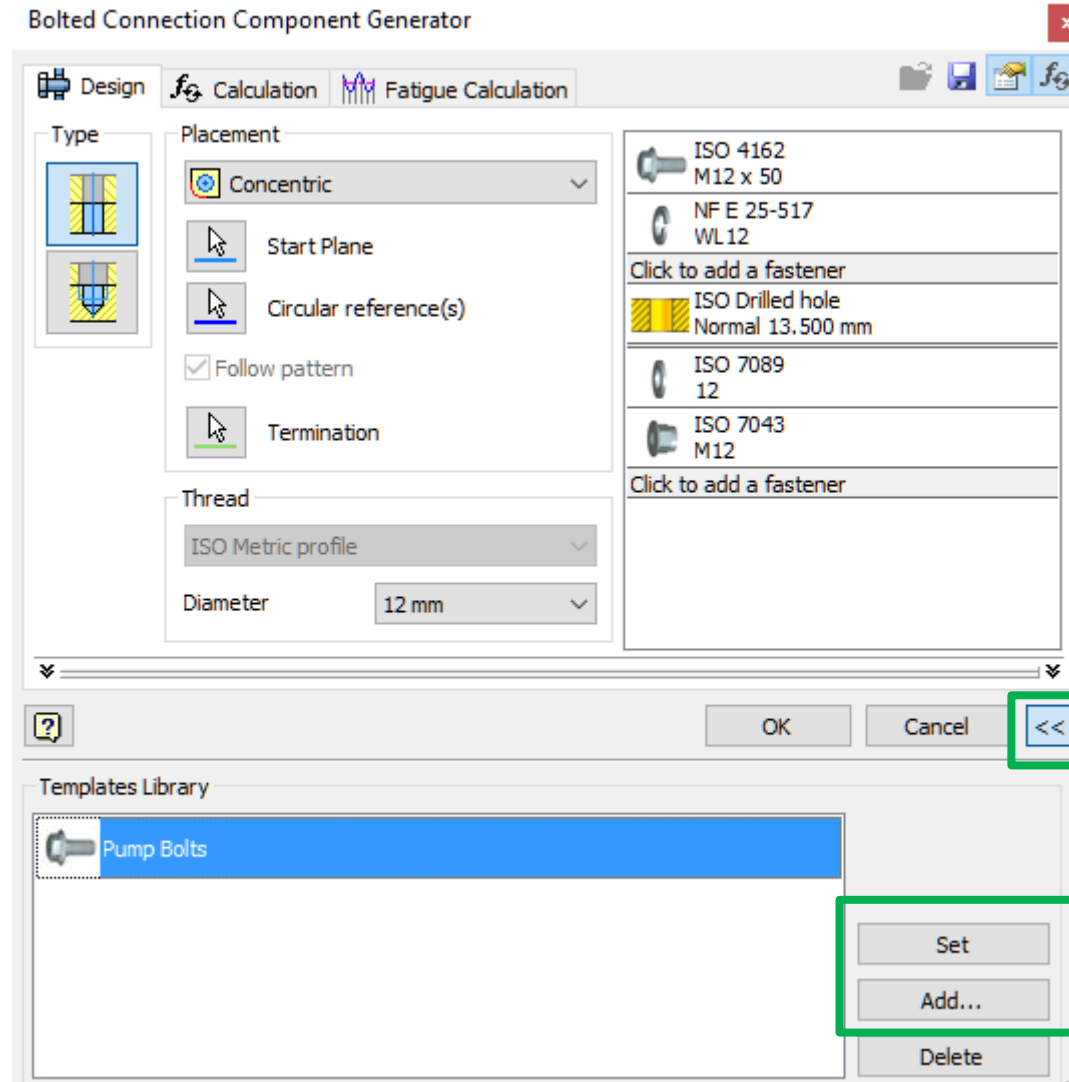 Bolted Connection Component Generator
Design
Calculation
Fatigue Calculation
Type
Placement
Concentric
Start Plane
Circular reference(s)
Follow pattern
Termination
Thread
ISO Metric profile
Diameter
12 mm
ISO 4162
M12 x 50
NF E 25-517
WL12
Click to add a fastener
ISO Drilled hole
Normal 13.500 mm
ISO 7089
12
ISO 7043
M12
Click to add a fastener
OK
Cancel
<<
Templates Library
Pump Bolts
Set
Add...
Delete